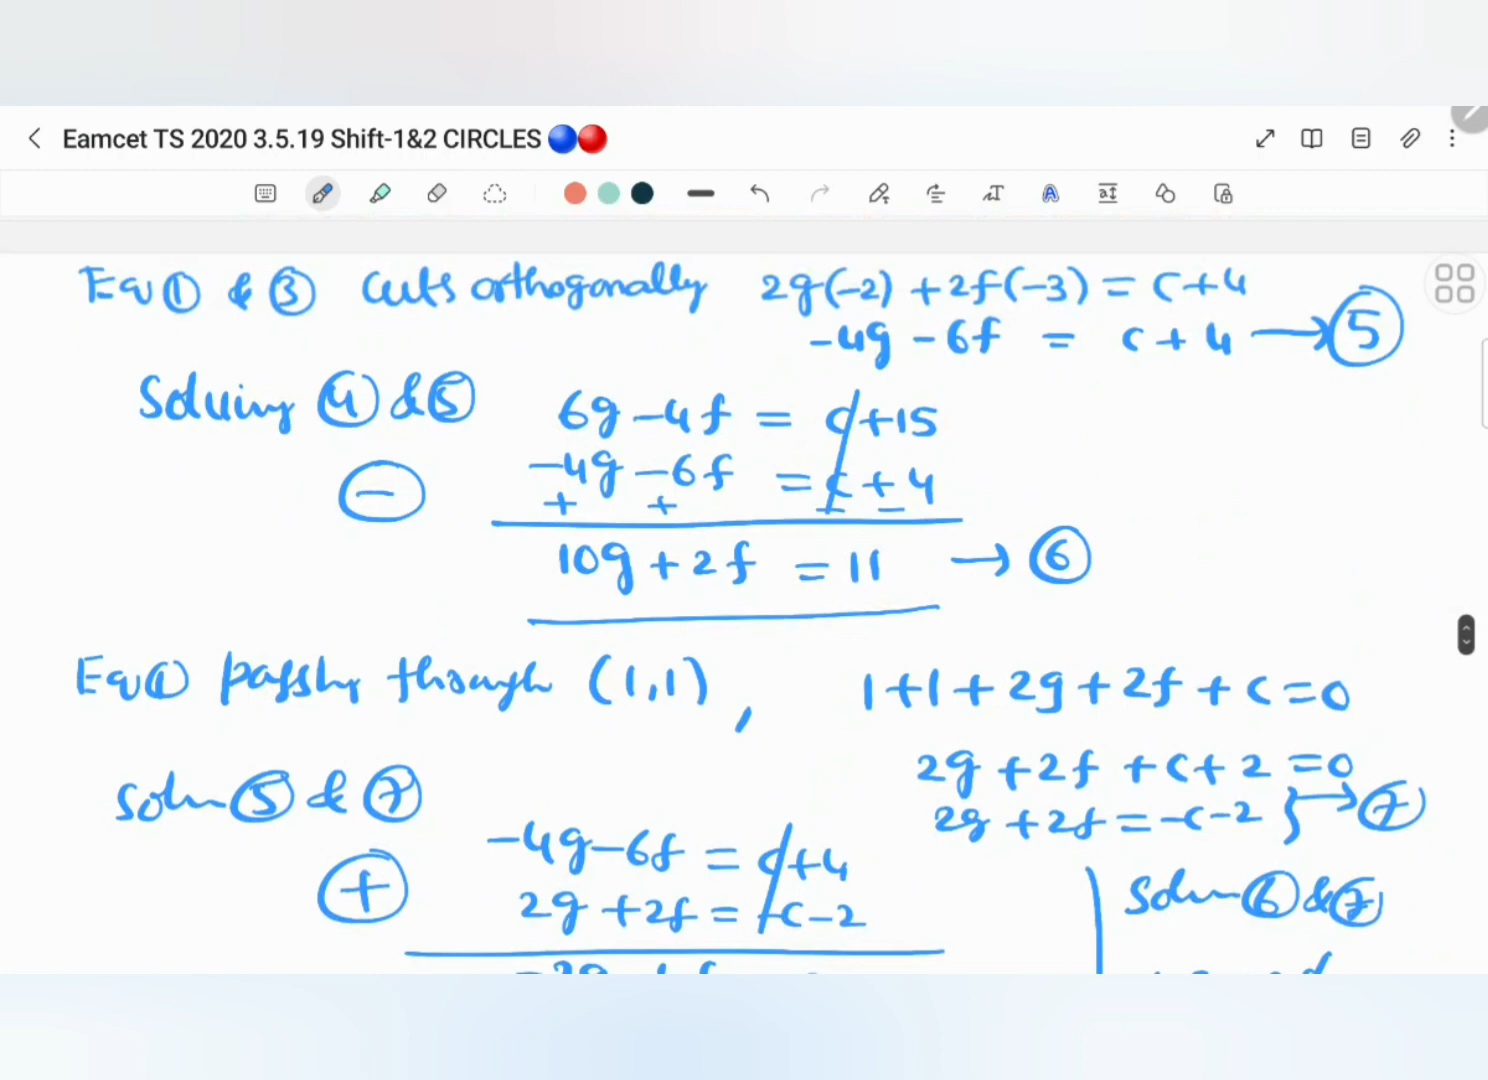 Eamcet TS 2020 3.5.19 Shift-1&2 CIRCLES
Eq① & ③ cuts orthogonally 2g(-2) + 2f(-3) = c+4
-4g - 6f = c + 4 → ⑤
Solving ④ & ⑤ 6g - 4f = c+15
-4g - 6f = c + 4
⊖ + + - -
10g + 2f = 11 → ⑥
Eq① through (1,1), 1+1+2g+2f+c=0
2g +2f +c+2 =0
Solv ⑤ & ⑦ 2g +2f = -c-2 } → ⑦
-4g-6f = c+4
⊕ 2g +2f = -c-2
Solv ⑥ & ⑦